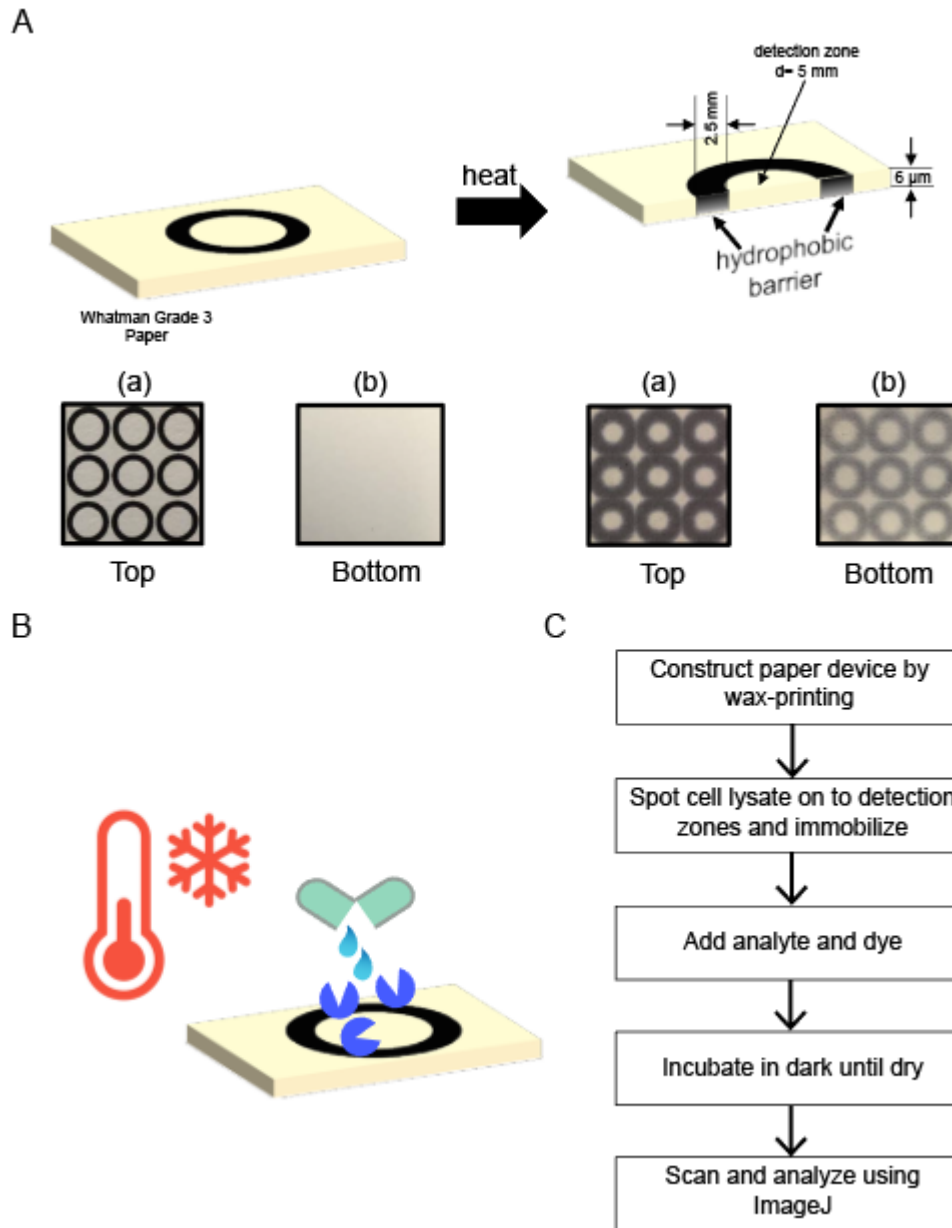 A
detection zone
d= 5 mm
2.5 mm
heat
6 µm
hydrophobic
barrier
Whatman Grade 3
Paper
(a)
(b)
(a)
(b)
Top
Bottom
Top
Bottom
B
C
Construct paper device by
wax-printing
Spot cell lysate on to detection
zones and immobilize
Add analyte and dye
Incubate in dark until dry
Scan and analyze using
ImageJ